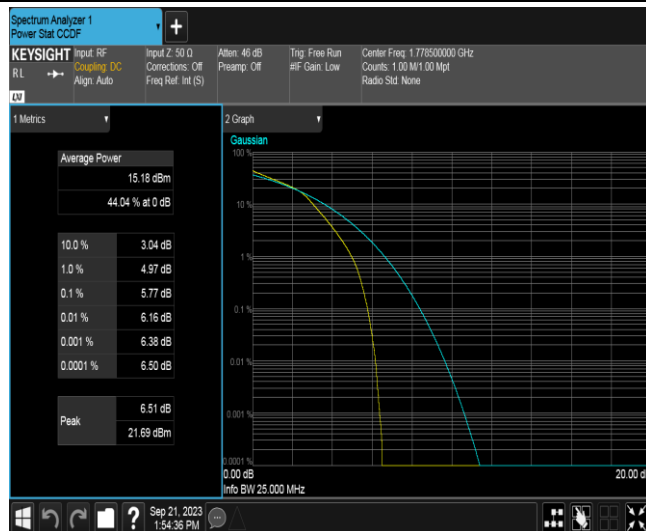 Spectrum Analyzer 1
Power Stat CCDF
+
KEYSIGHT
RL
LXI
Input: RF
Coupling: DC
Align: Auto
Input Z: 50 Ω
Corrections: Off
Freq Ref: Int (S)
Atten: 46 dB
Preamp: Off
Trig: Free Run
#IF Gain: Low
Center Freq: 1.778500000 GHz
Counts: 1.00 M/1.00 Mpt
Radio Std: None
1 Metrics
Average Power
15.18 dBm
44.04 % at 0 dB
10.0 % 3.04 dB
1.0 % 4.97 dB
0.1 % 5.77 dB
0.01 % 6.16 dB
0.001 % 6.38 dB
0.0001 % 6.50 dB
Peak
6.51 dB
21.69 dBm
2 Graph
Gaussian
100 %
10 %
1 %
0.1 %
0.01 %
0.001 %
0.0001 %
0.00 dB
20.00 d
Info BW 25.000 MHz
?
Sep 21, 2023
1:54:36 PM